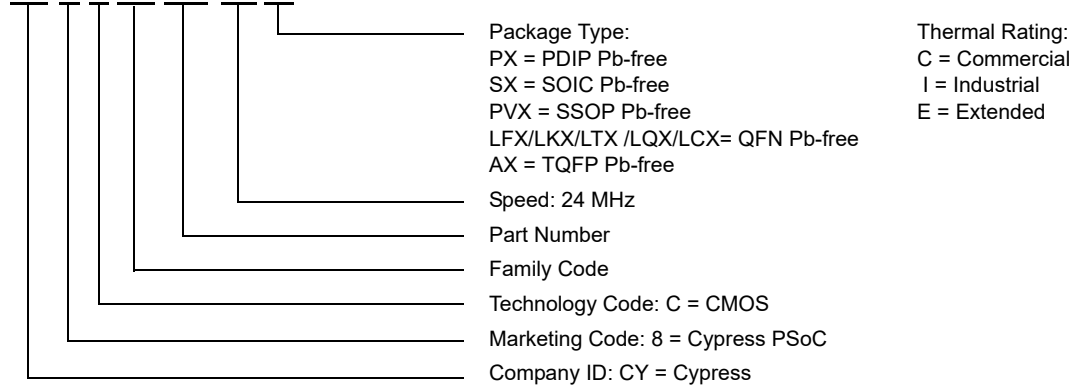 Package Type:
PX = PDIP Pb-free
SX = SOIC Pb-free
PVX = SSOP Pb-free
LFX/LKX/LTX /LQX/LCX= QFN Pb-free
AX = TQFP Pb-free
Thermal Rating:
C = Commercial
I = Industrial
E = Extended
Speed: 24 MHz
Part Number
Family Code
Technology Code: C = CMOS
Marketing Code: 8 = Cypress PSoC
Company ID: CY = Cypress